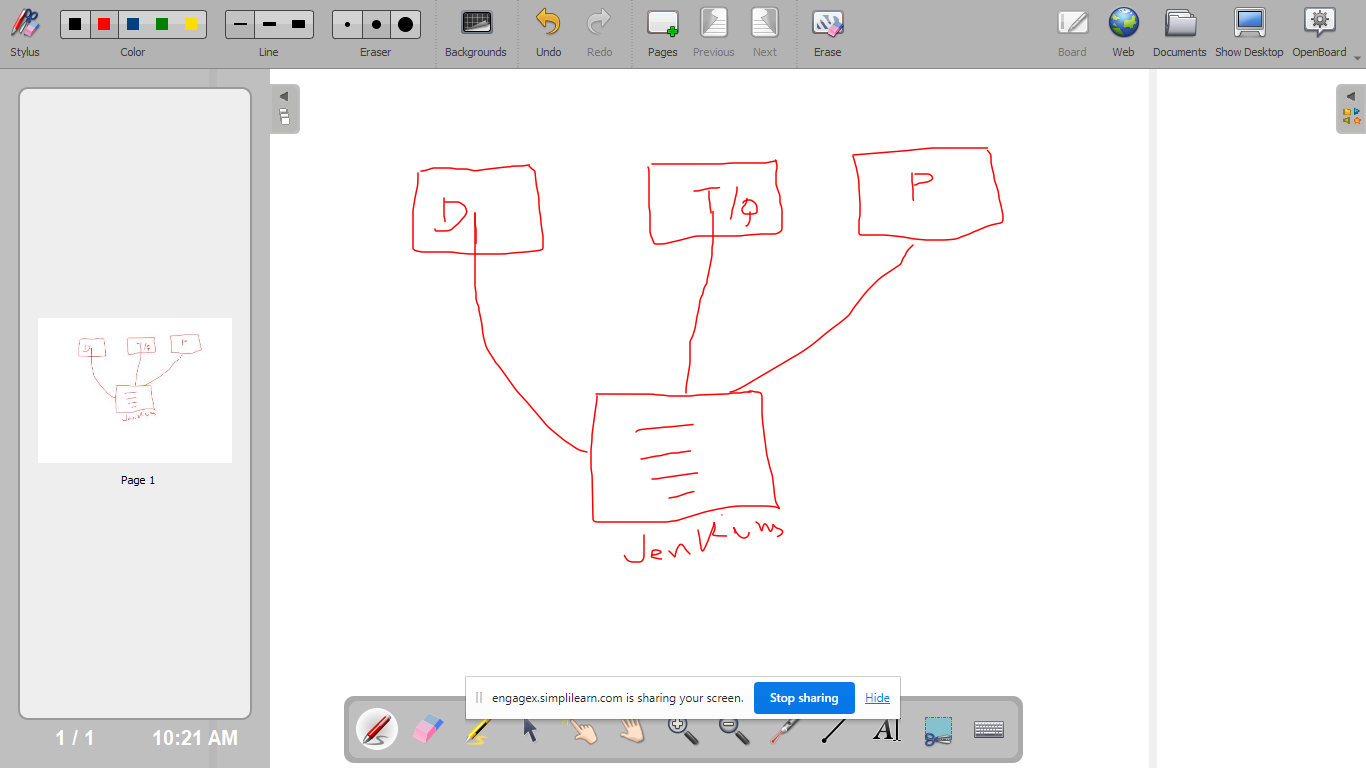 Stylus
Color
Line
Eraser
Backgrounds
Undo
Redo
Pages
Previous
Next
Erase
Board
Web
Documents
Show Desktop
OpenBoard
D
T/Q
P
Jenkins
Page 1
engagex.simplilearn.com is sharing your screen.
Stop sharing
Hide
1 / 1
10:21 AM